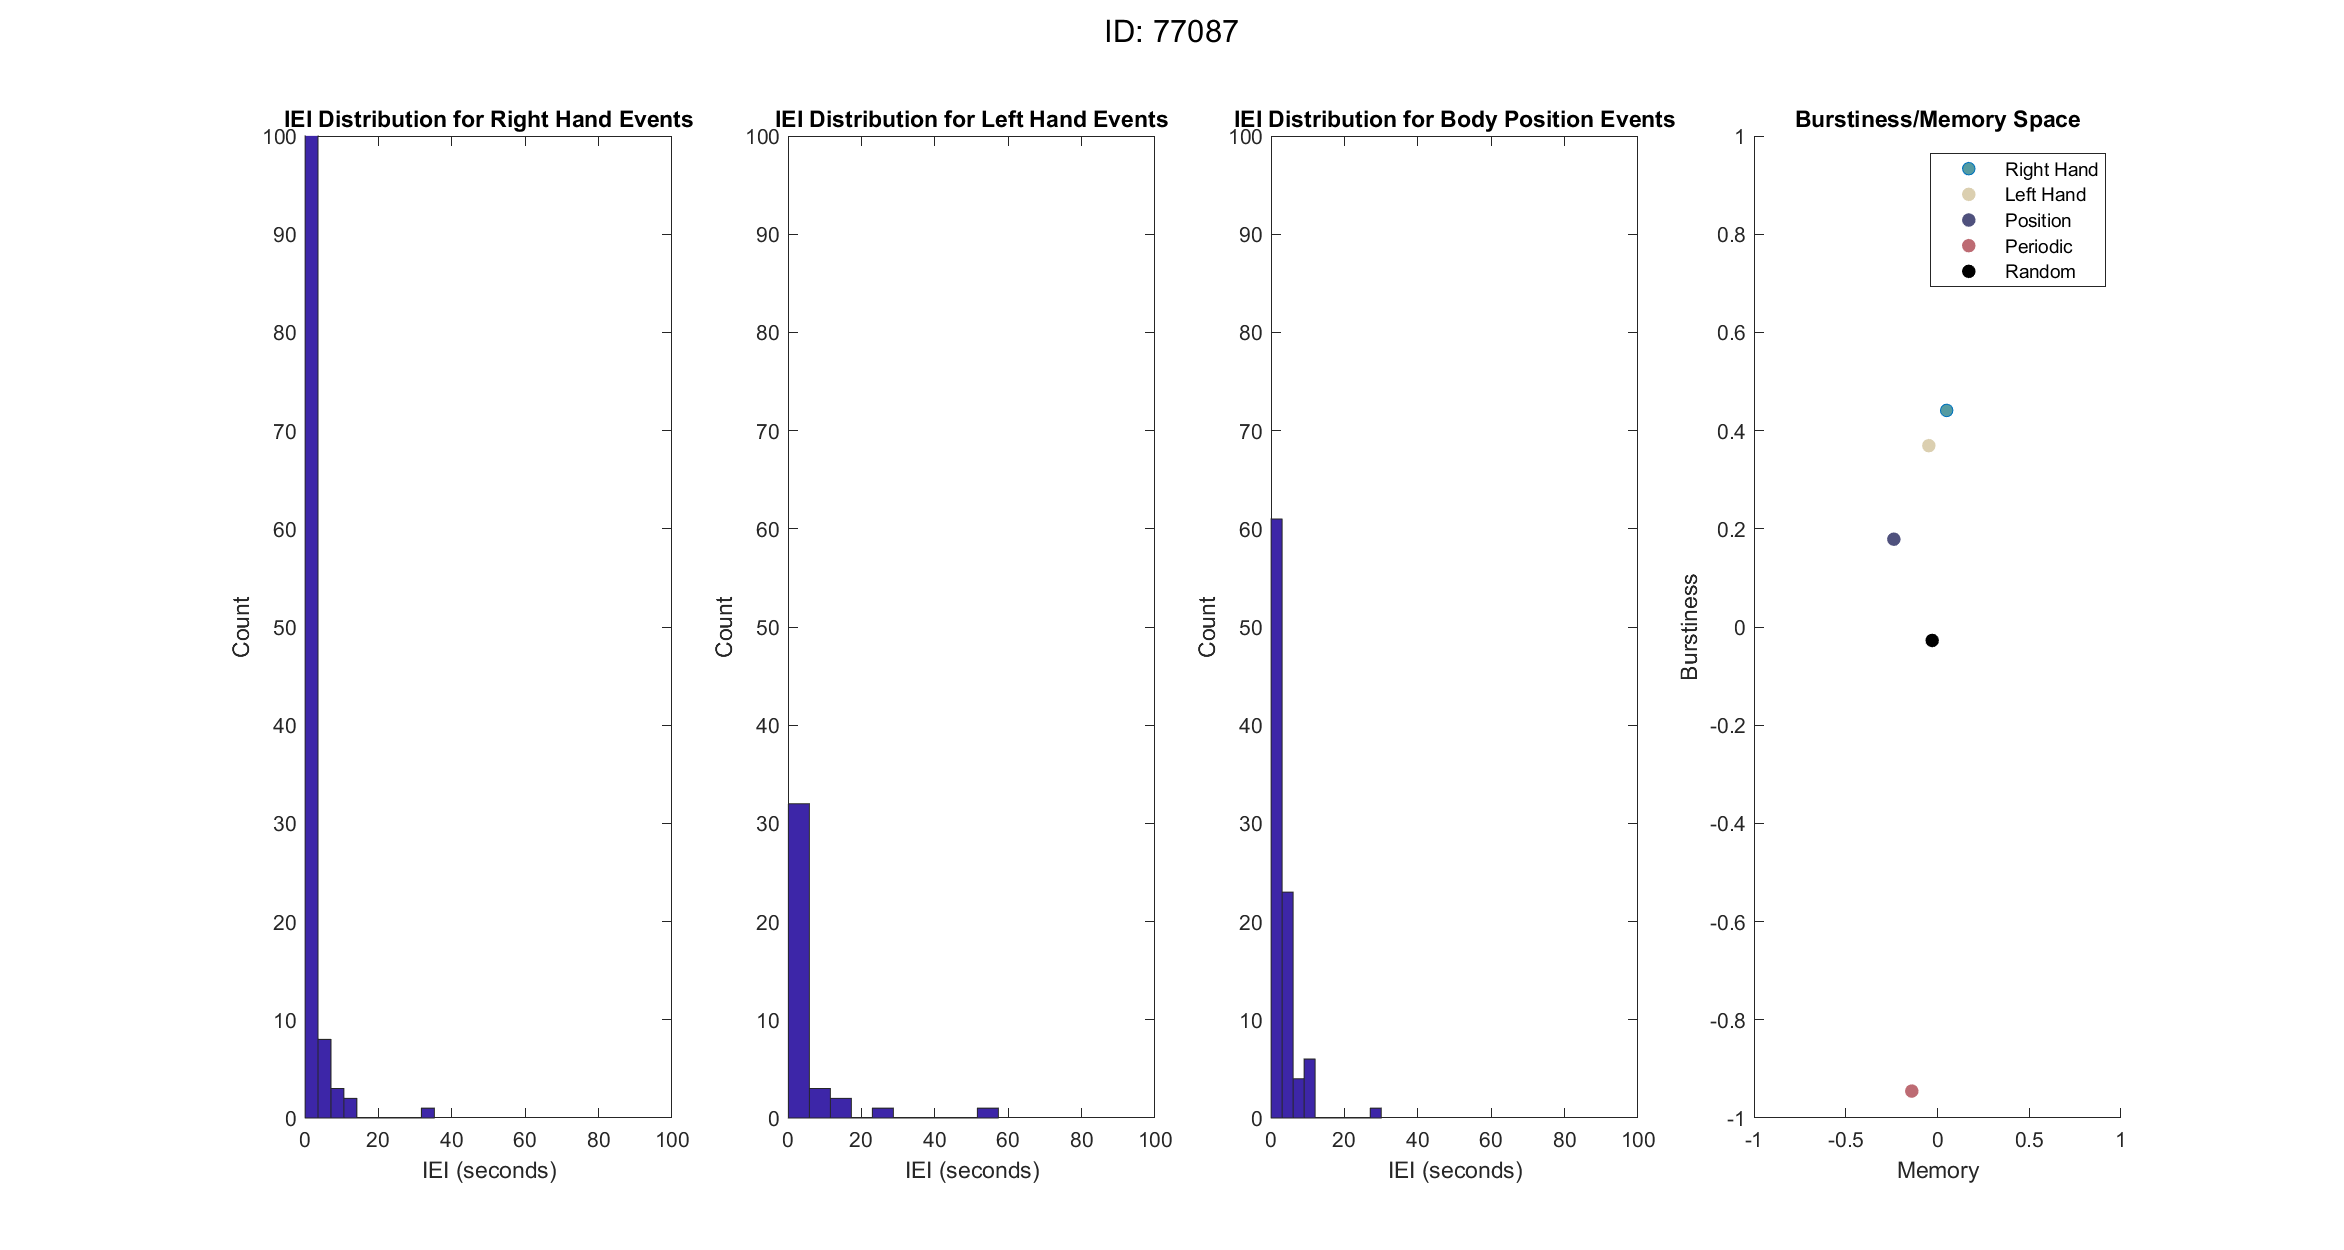 ID: 77087
IEI Distribution for Right Hand Events
100
90
80
70
60
50
40
30
20
10
0
Count
0 20 40 60 80 100
IEI (seconds)
IEI Distribution for Left Hand Events
100
90
80
70
60
50
40
30
20
10
0
Count
0 20 40 60 80 100
IEI (seconds)
IEI Distribution for Body Position Events
100
90
80
70
60
50
40
30
20
10
0
Count
0 20 40 60 80 100
IEI (seconds)
Burstiness/Memory Space
1
0.8
0.6
0.4
0.2
0
-0.2
-0.4
-0.6
-0.8
-1
Burstiness
Right Hand
Left Hand
Position
Periodic
Random
-1 -0.5 0 0.5 1
Memory